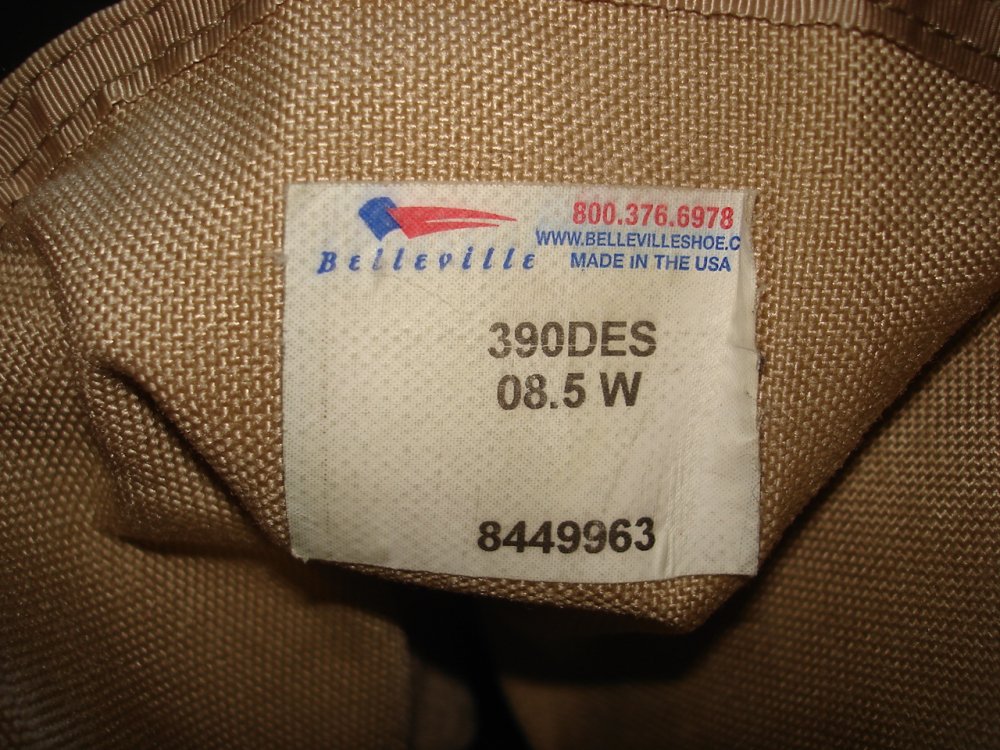 Belleville
800.376.6978
WWW.BELLEVILLESHOE.C
MADE IN THE USA
390DES
08.5 W
8449963